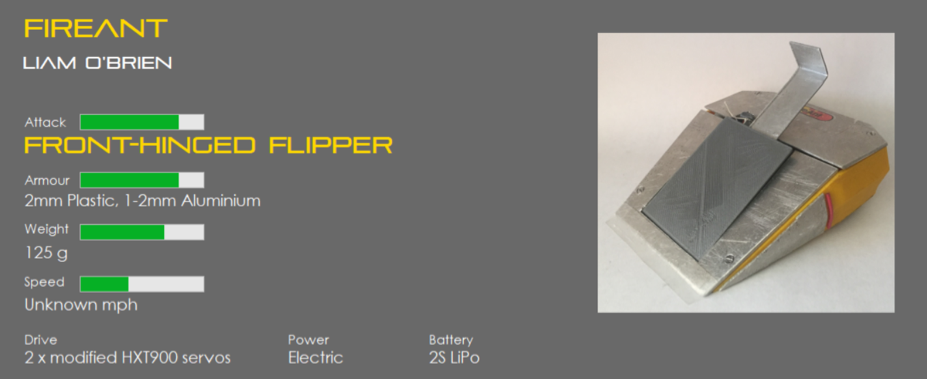 FIREANT
LIAM O'BRIEN
Attack
FRONT-HINGED FLIPPER
Armour
2mm Plastic, 1-2mm Aluminium
Weight
125 g
Speed
Unknown mph
Drive Power Battery
2 x modified HXT900 servos Electric 2S LiPo